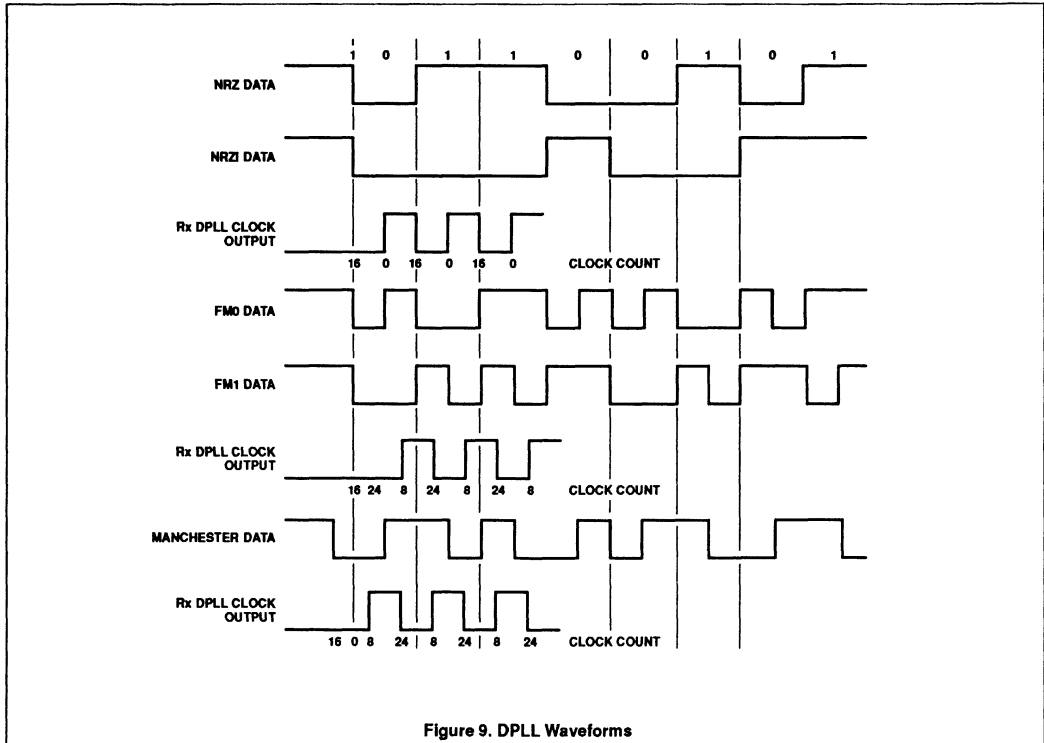 1 0 1 1 0 0 1 0 1
NRZ DATA
NRZI DATA
Rx DPLL CLOCK
OUTPUT
16 0 16 0 16 0 CLOCK COUNT
FM0 DATA
FM1 DATA
Rx DPLL CLOCK
OUTPUT
16 24 8 24 8 24 8 CLOCK COUNT
MANCHESTER DATA
Rx DPLL CLOCK
OUTPUT
16 0 8 24 8 24 8 24 CLOCK COUNT
Figure 9. DPLL Waveforms